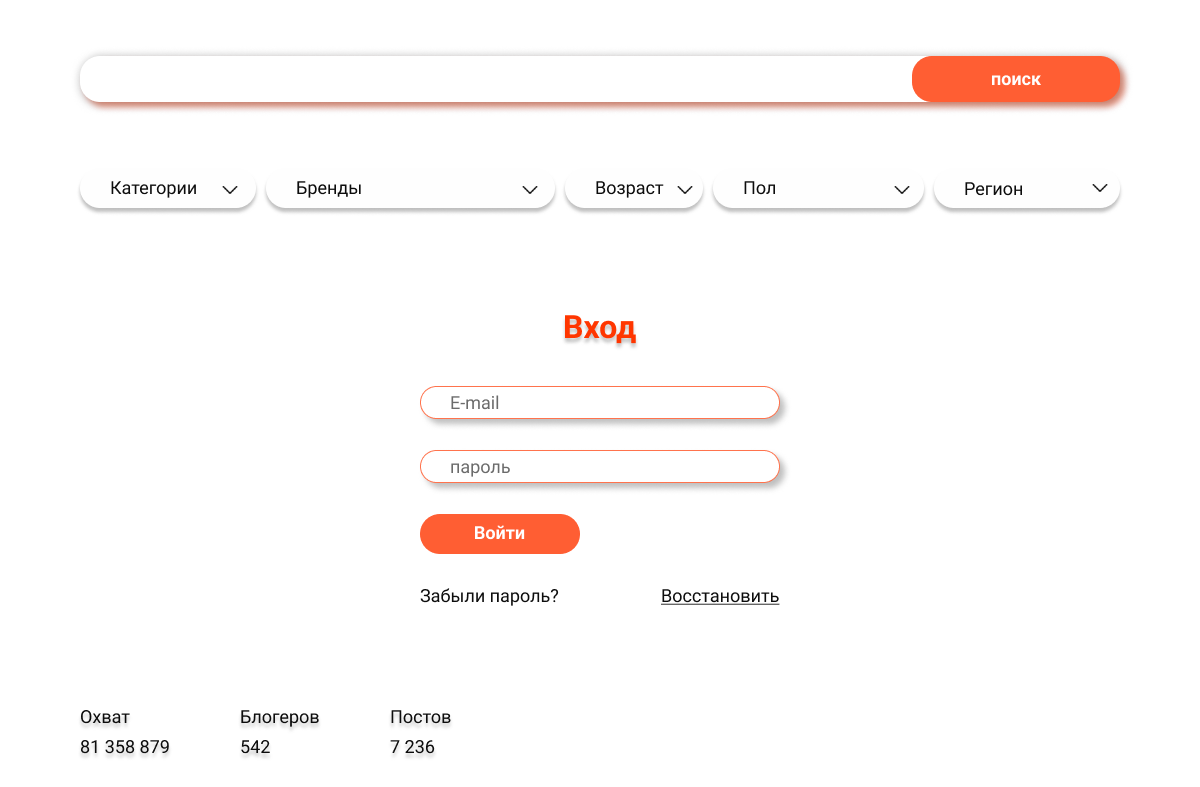 поиск
Категории Бренды Возраст Пол Регион
Вход
E-mail
пароль
Войти
Забыли пароль? Восстановить
Охват Блогеров Постов
81 358 879 542 7 236